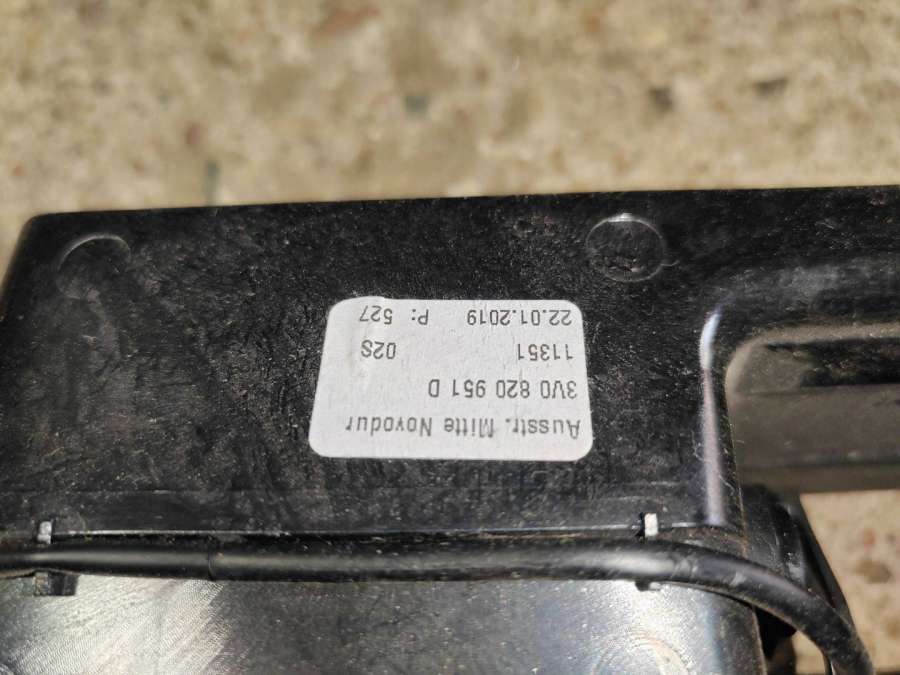 Ausstr. Mitte Novodur
3V0 820 951 D
11351 02S
22.01.2019 P: 527